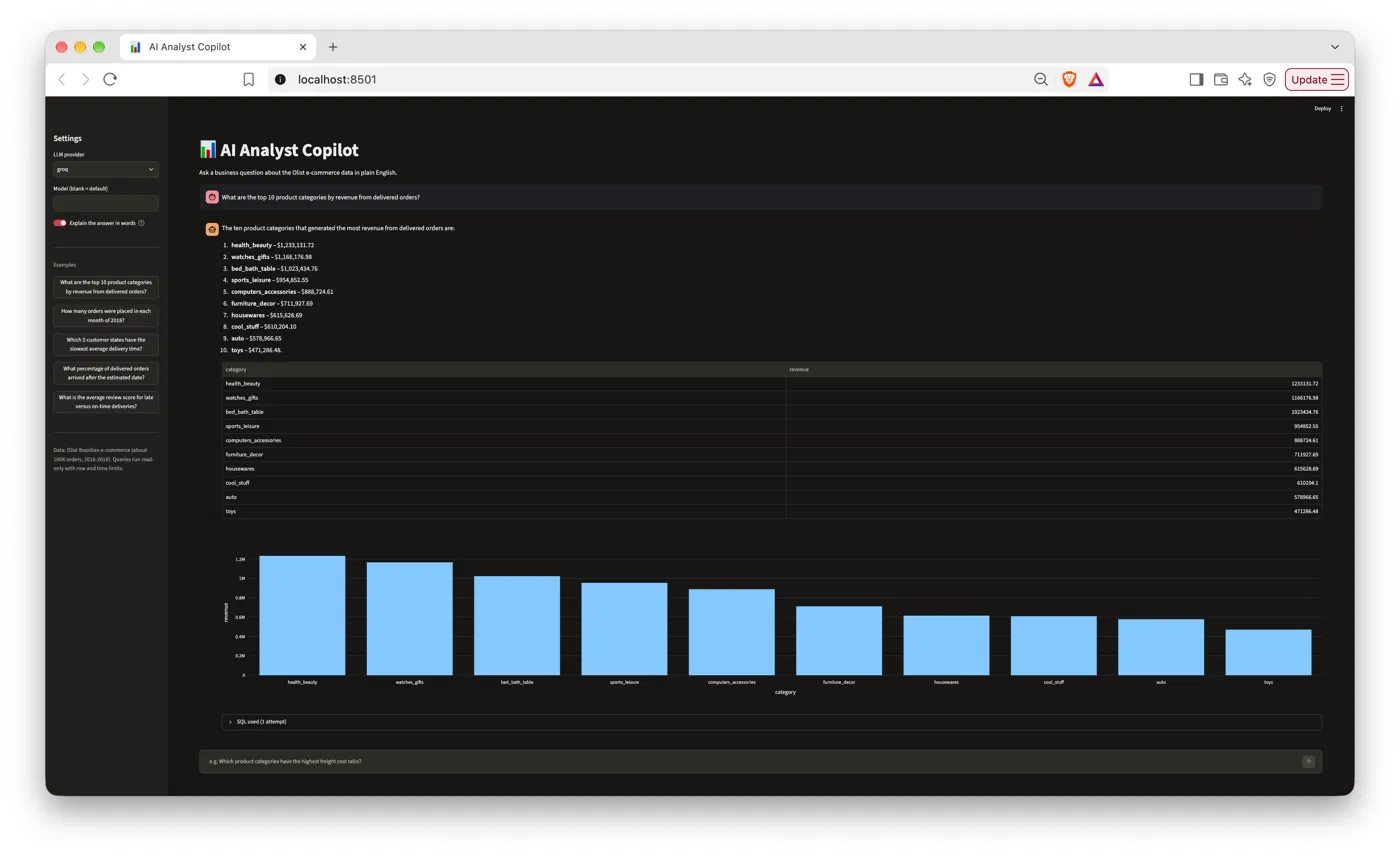 AI Analyst Copilot
localhost:8501
Update
Deploy
Settings
LLM provider
groq
Model (blank = default)
Explain the answer in words
Examples
What are the top 10 product categories
by revenue from delivered orders?
How many orders were placed in each
month of 2018?
Which 5 customer states have the
slowest average delivery time?
What percentage of delivered orders
arrived after the estimated date?
What is the average review score for late
versus on-time deliveries?
Data: Olist Brazilian e-commerce (about
100K orders, 2016-2018). Queries run read-
only with row and time limits.
AI Analyst Copilot
Ask a business question about the Olist e-commerce data in plain English.
What are the top 10 product categories by revenue from delivered orders?
The ten product categories that generated the most revenue from delivered orders are:
1. health_beauty – $1,233,131.72
2. watches_gifts – $1,166,176.98
3. bed_bath_table – $1,023,434.76
4. sports_leisure – $954,852.55
5. computers_accessories – $888,724.61
6. furniture_decor – $711,927.69
7. housewares – $615,628.69
8. cool_stuff – $610,204.10
9. auto – $578,966.65
10. toys – $471,286.48.
category revenue
health_beauty 1233131.72
watches_gifts 1166176.98
bed_bath_table 1023434.76
sports_leisure 954852.55
computers_accessories 888724.61
furniture_decor 711927.69
housewares 615628.69
cool_stuff 610204.1
auto 578966.65
toys 471286.48
1.2M
1M
0.8M
0.6M
0.4M
0.2M
0
revenue
health_beauty watches_gifts bed_bath_table sports_leisure computers_accessories furniture_decor housewares cool_stuff auto toys
category
SQL used (1 attempt)
e.g. Which product categories have the highest freight cost ratio?